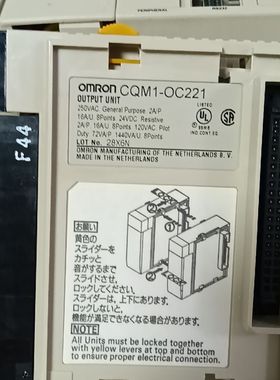 PERIPHERAL
F44
OMRON CQM1-OC221
OUTPUT UNIT
250VAC, General Purpose 2A/P
16A/U, 8Points 24VDC Resistive
2A/P, 16A/U, 8Points 120VAC, Pilot
Duty, 72VA/P 1440VA/U, 8Points
LOT No. 28X6N
OMRON MANUFACTURING OF THE NETHERLANDS B.V.
MADE IN THE NETHERLANDS
LISTED
UL
SA
IND.CONT.EQ.
お願い
黄色の
スライダーを
カチッと
音がするまで
スライドさせ、
ロックしてください。
スライダーは、上下にあります。
ロックしないと、
機能が満足できなくなる場合があります。
NOTE
All Units must be locked together
with yellow levers at top and bottom
to ensure proper electrical connection.